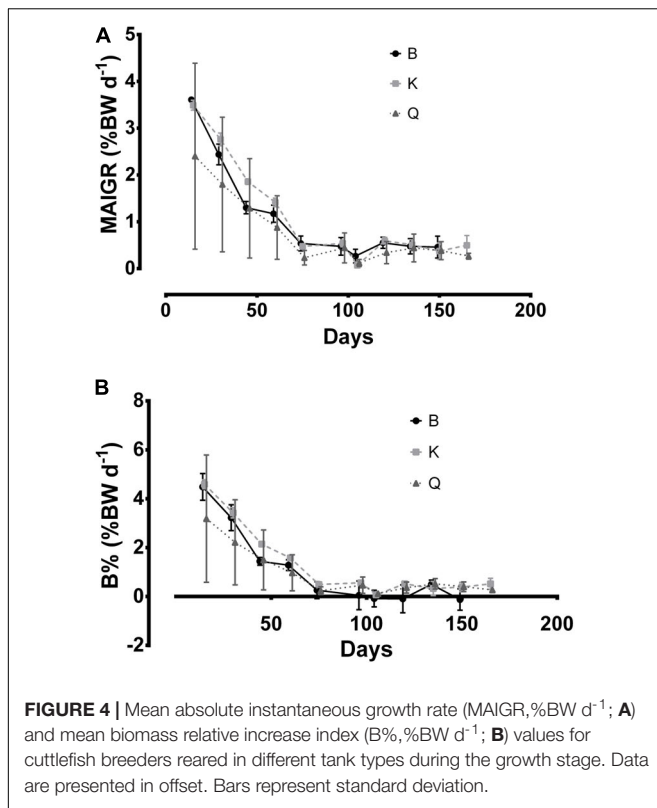 A
MAIGR (%BW d-1)
5
4
3
2
1
0
B
K
Q
0
50
100
150
200
Days
B
B% (%BW d-1)
8
6
4
2
0
-2
B
K
Q
50
100
150
200
Days
FIGURE 4 | Mean absolute instantaneous growth rate (MAIGR,%BW d-1; A)
and mean biomass relative increase index (B%,%BW d-1; B) values for
cuttlefish breeders reared in different tank types during the growth stage. Data
are presented in offset. Bars represent standard deviation.